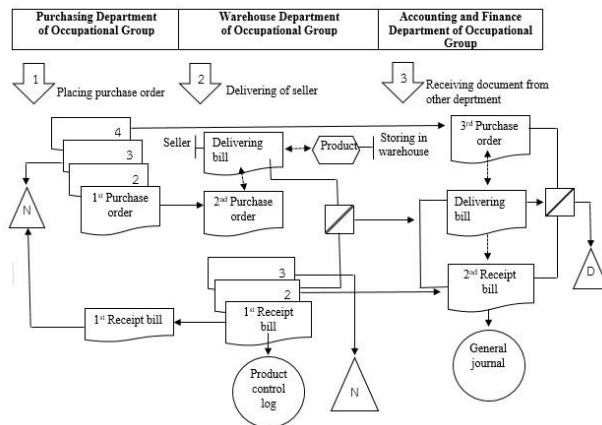 Purchasing Department
of Occupational Group
Warehouse Department
of Occupational Group
Accounting and Finance
Department of Occupational
Group
1
Placing purchase order
2
Delivering of seller
3
Receiving document from
other deprtment
4
3
2
1st Purchase
order
Seller
Delivering
bill
Product
Storing in
warehouse
3rd Purchase
order
N
2nd Purchase
order
Delivering
bill
D
3
2
1st Receipt
bill
1st Receipt bill
2nd Receipt
bill
Product
control
log
N
General
journal